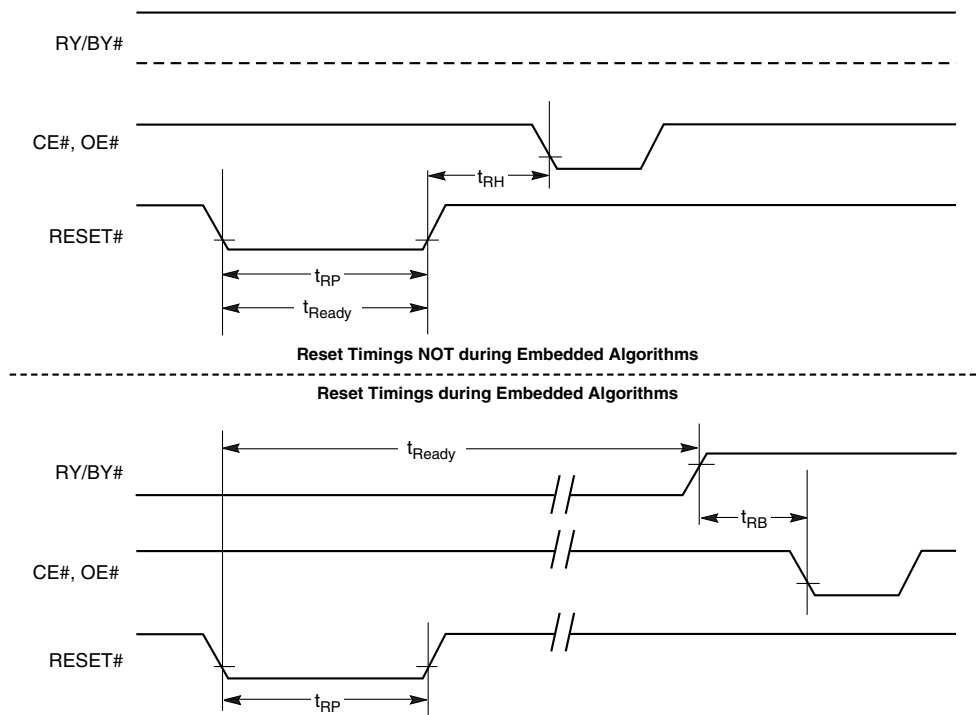 RY/BY#
CE#, OE#
tRH
RESET#
tRP
tReady
Reset Timings NOT during Embedded Algorithms
Reset Timings during Embedded Algorithms
tReady
RY/BY#
tRB
CE#, OE#
RESET#
tRP